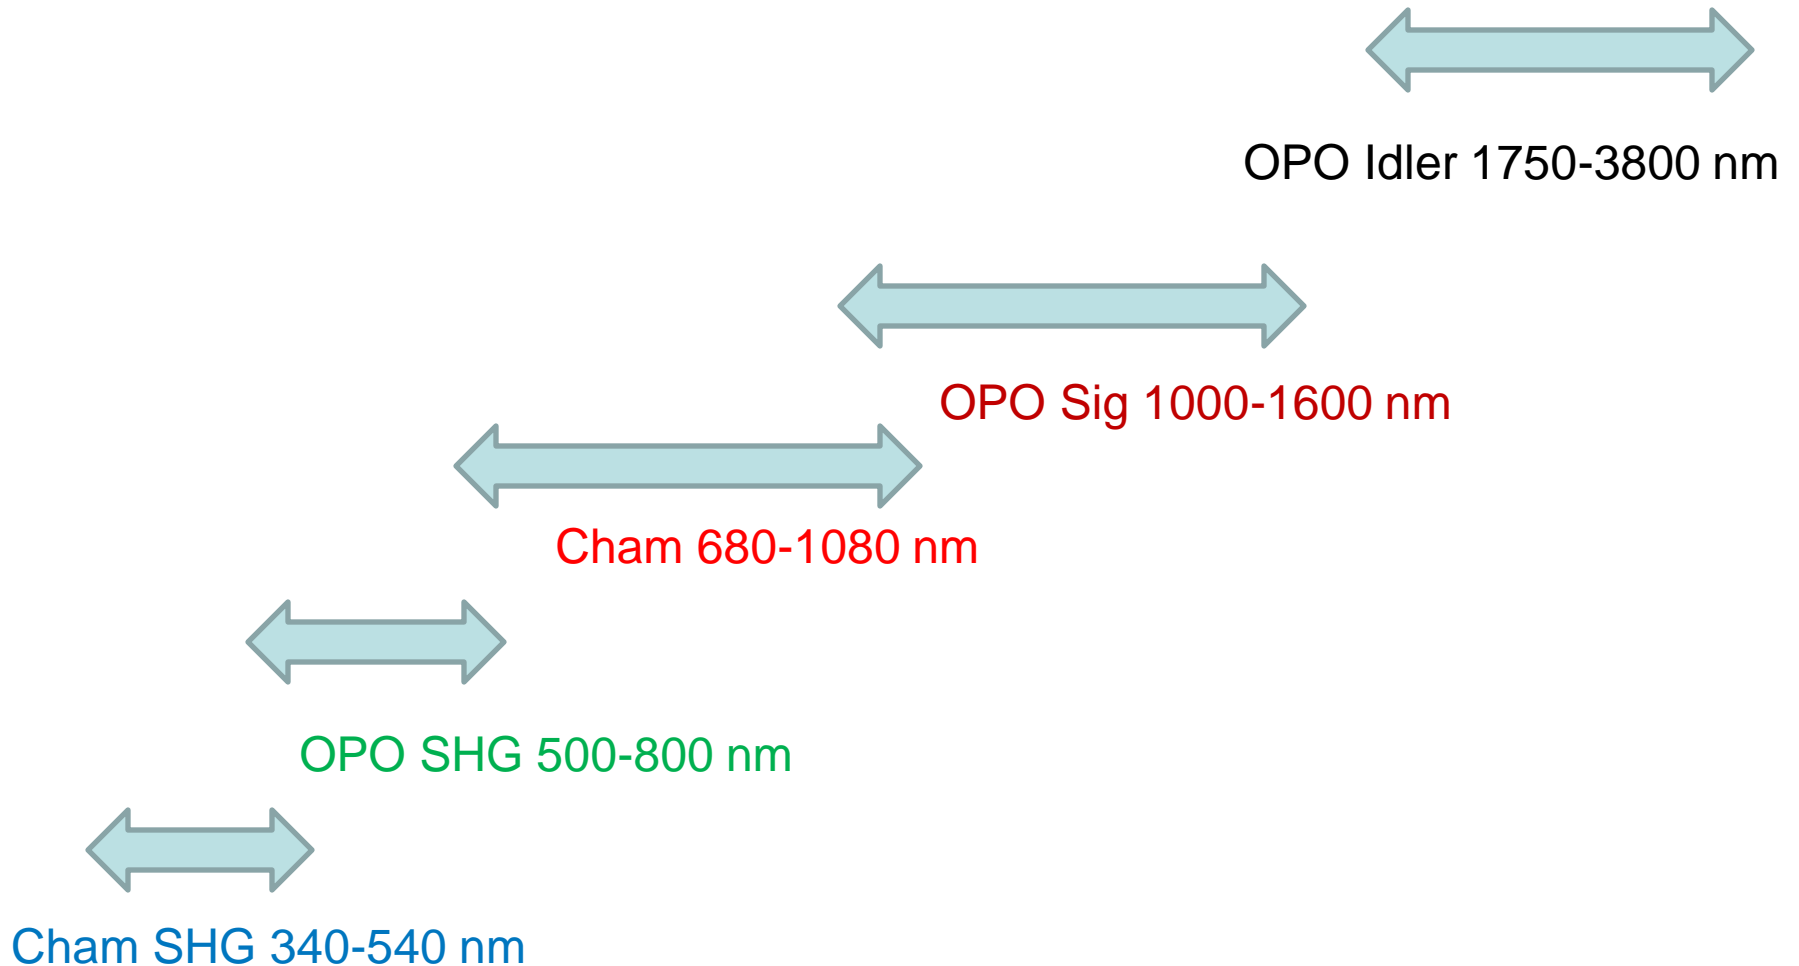 OPO Idler 1750-3800 nm
OPO Sig 1000-1600 nm
Cham 680-1080 nm
OPO SHG 500-800 nm
Cham SHG 340-540 nm